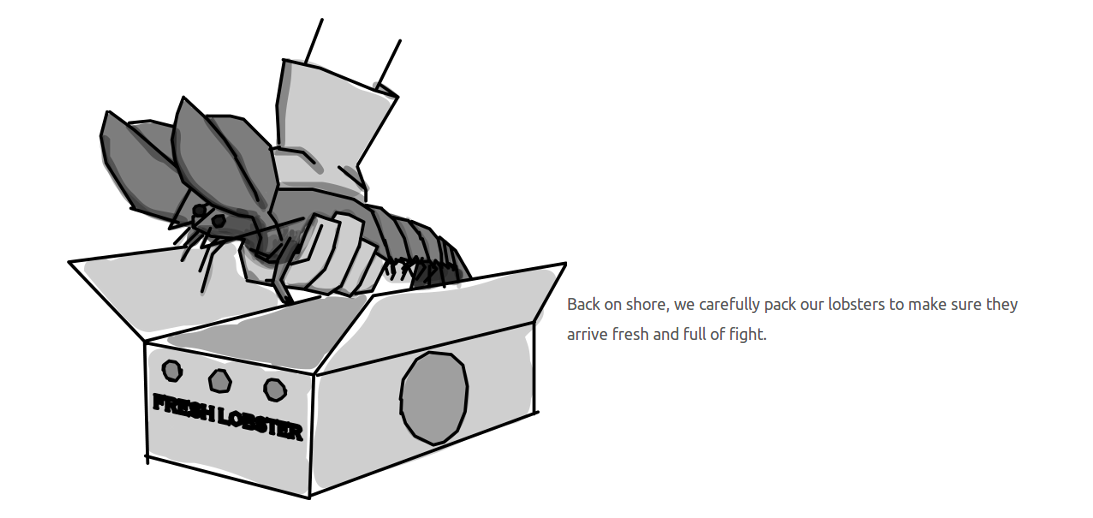 FRESH LOBSTER
Back on shore, we carefully pack our lobsters to make sure they
arrive fresh and full of fight.